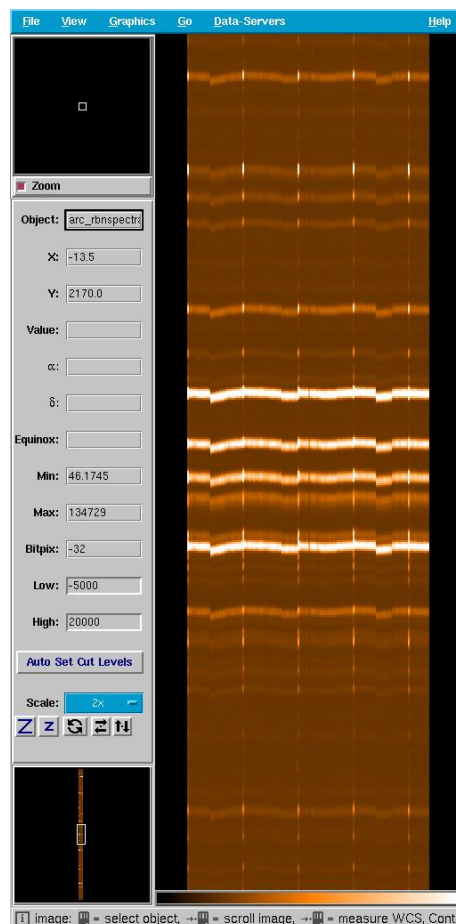 File View Graphics Go Data-Servers Help
Zoom
Object: arc_rbnspectra
X: -13.5
Y: 2170.0
Value:
α:
δ:
Equinox:
Min: 46.1745
Max: 134729
Bitpix: -32
Low: -5000
High: 20000
Auto Set Cut Levels
Scale: 2x
Z z
image: = select object, = scroll image, = measure WCS, Cont